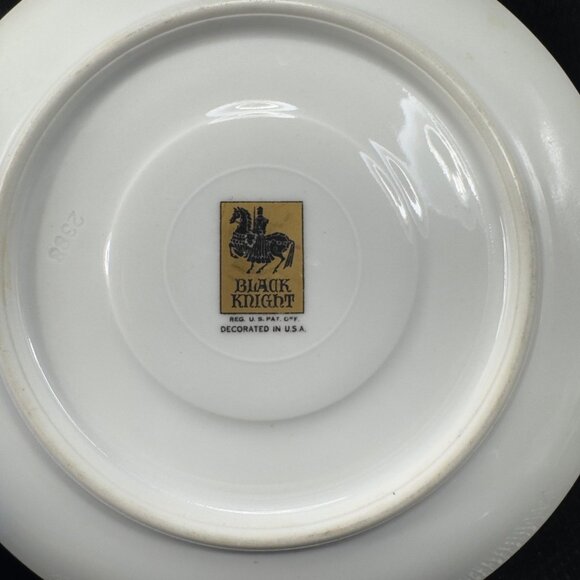 BLACK
KNIGHT
REG. U. S. PAT. OFF.
DECORATED IN U.S.A.